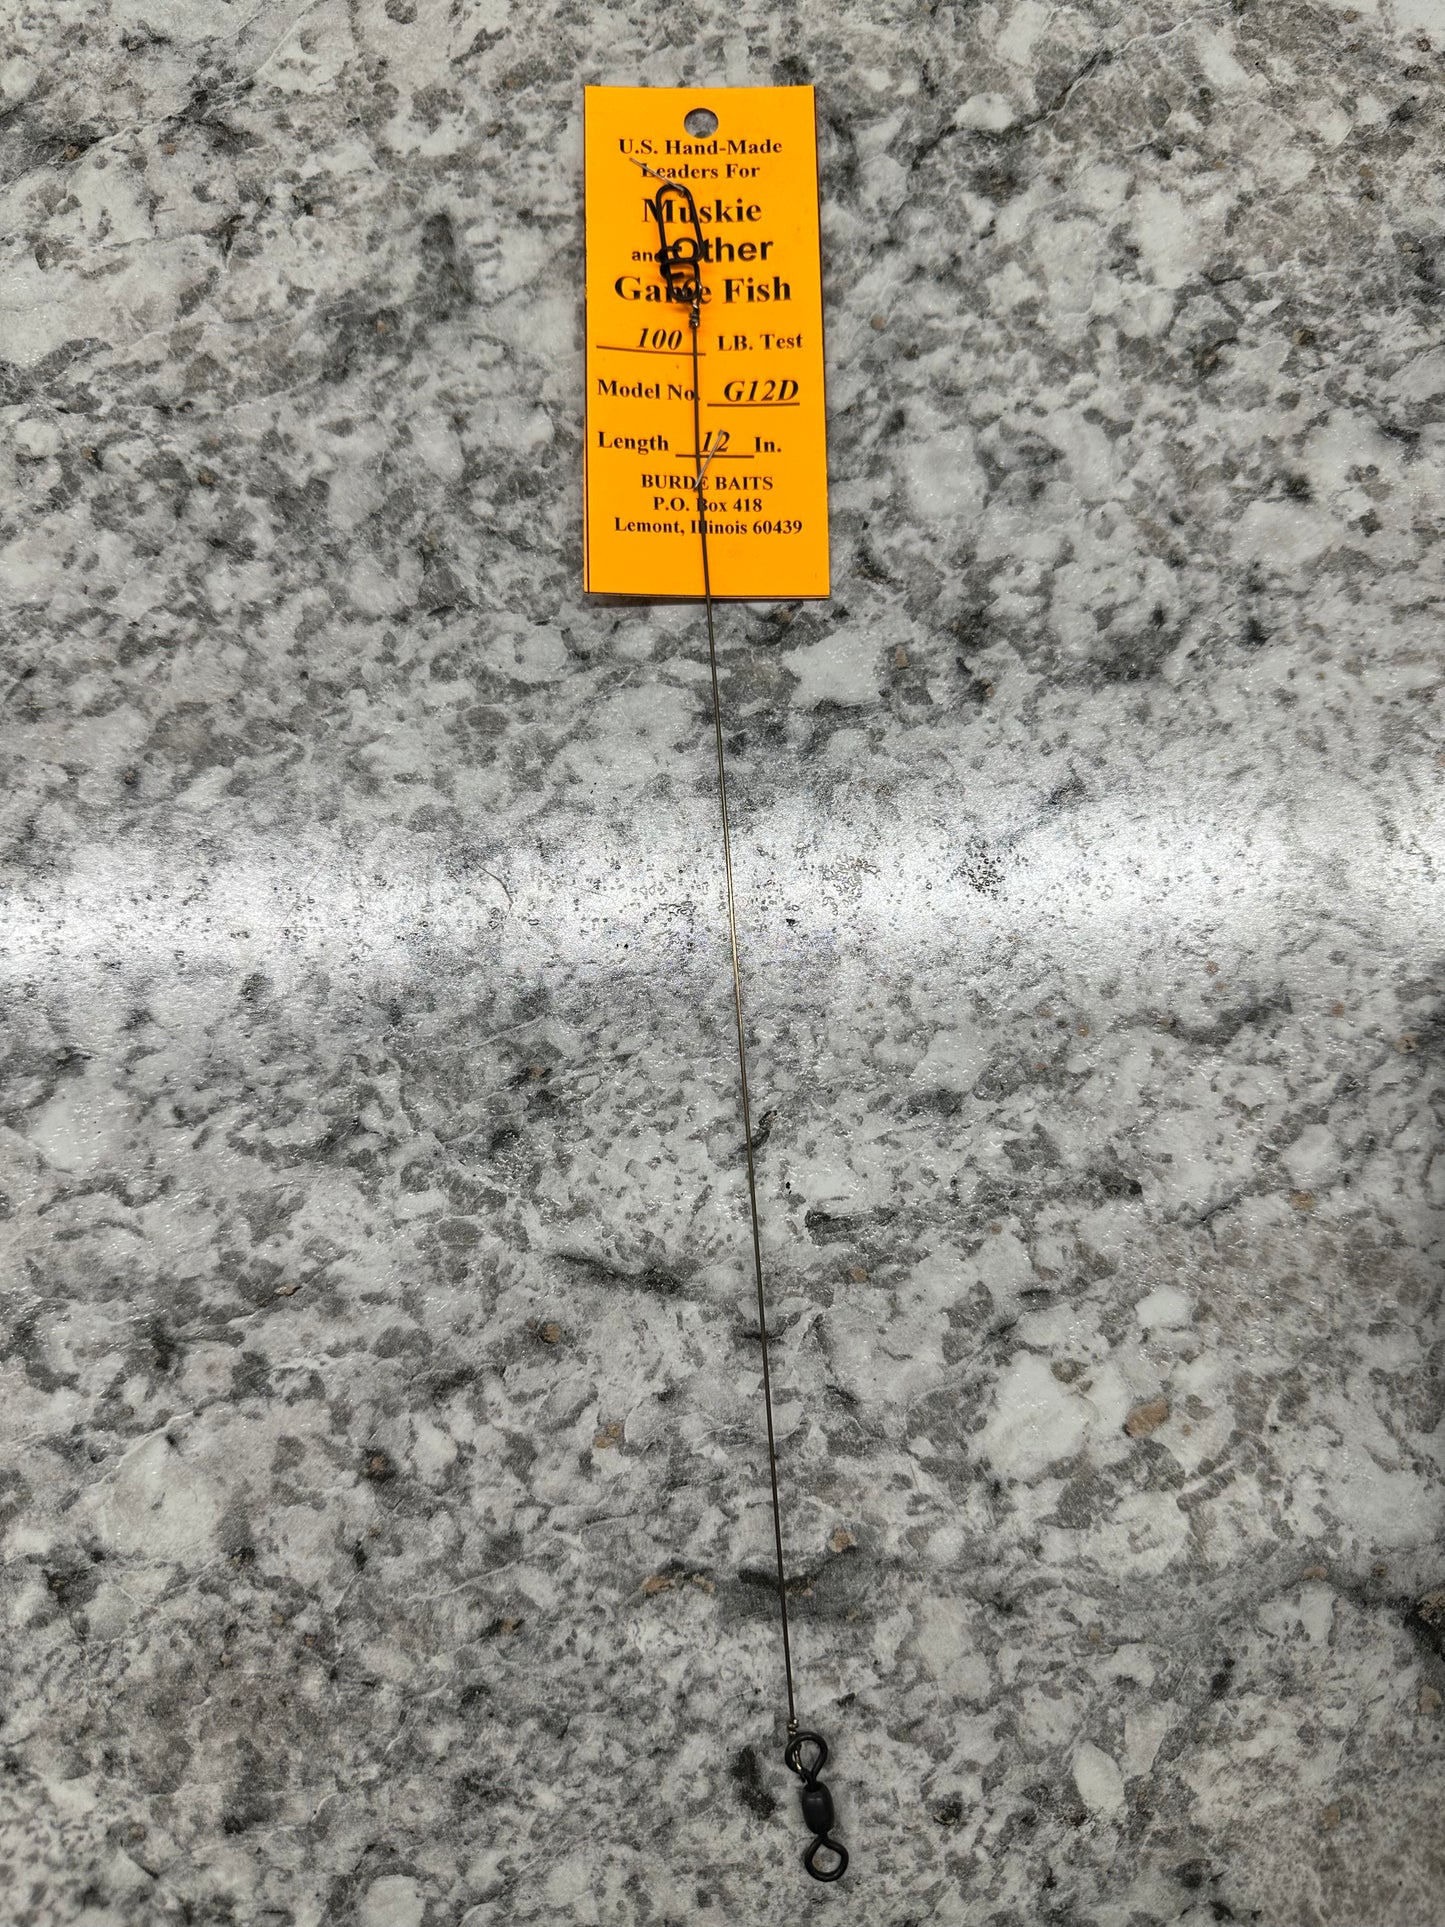 U.S. Hand-Made
Leaders For
Muskie
and Other
Game Fish
100 LB. Test
Model No. G12D
Length 12 In.
BURDE BAITS
P.O. Box 418
Lemont, Illinois 60439